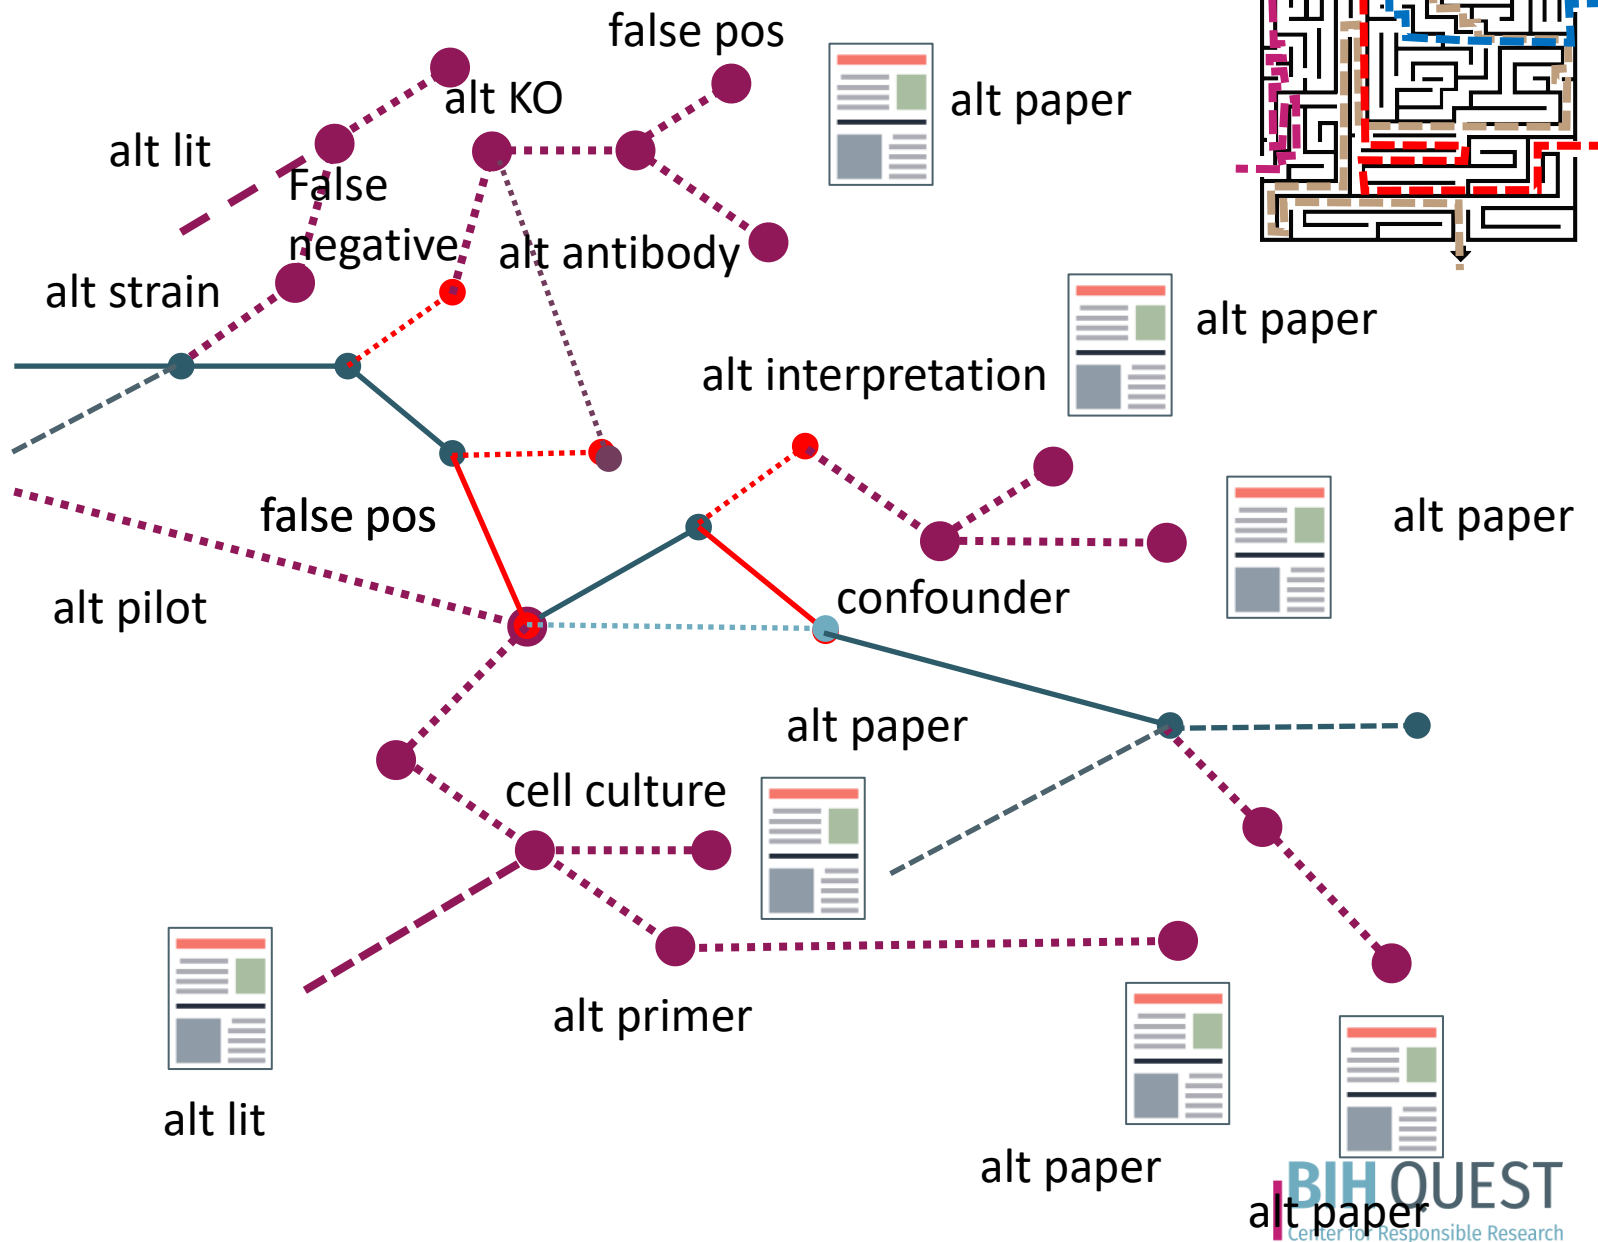 false pos
alt KO
alt paper
alt lit
False
negative
alt antibody
alt strain
alt paper
alt interpretation
false pos
alt paper
alt pilot
confounder
alt paper
cell culture
alt primer
alt lit
alt paper
BIH QUEST
alt paper
Center for Responsible Research